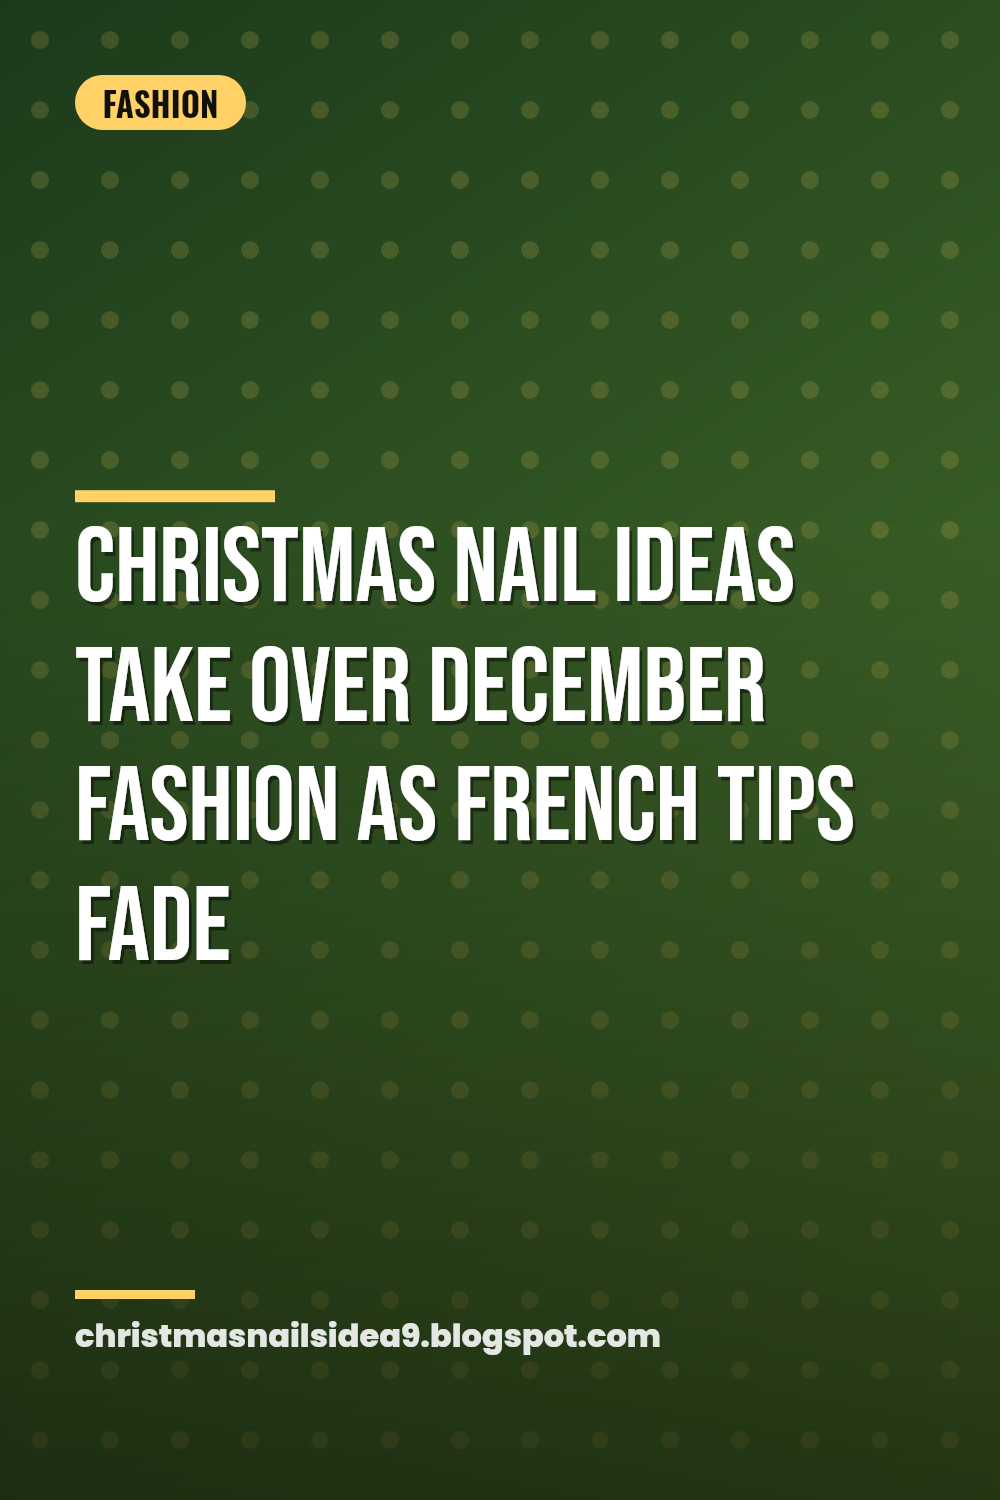 FASHION
CHRISTMAS NAIL IDEAS
TAKE OVER DECEMBER
FASHION AS FRENCH TIPS
FADE
christmasnailsidea9.blogspot.com